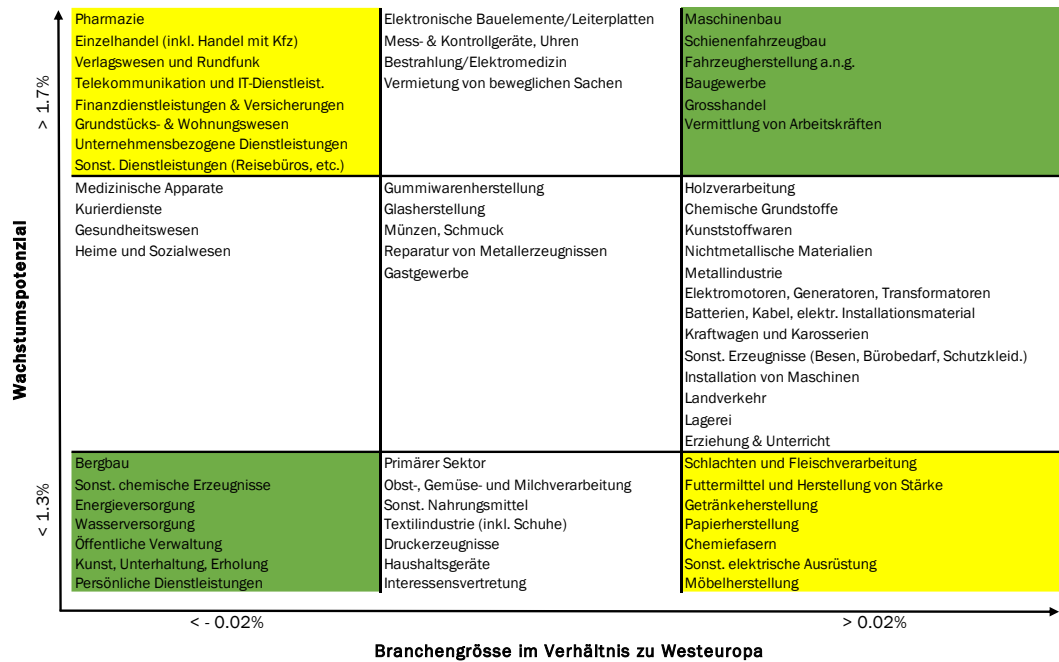 Pharmazie
Einzelhandel (inkl. Handel mit Kfz)
Verlagswesen und Rundfunk
Telekommunikation und IT-Dienstleist.
Finanzdienstleistungen & Versicherungen
Grundstücks- & Wohnungswesen
Unternehmensbezogene Dienstleistungen
Sonst. Dienstleistungen (Reisebüros, etc.)
Elektronische Bauelemente/Leiterplatten
Mess- & Kontrollgeräte, Uhren
Bestrahlung/Elektromedizin
Vermietung von beweglichen Sachen
Maschinenbau
Schienenfahrzeugbau
Fahrzeugherstellung a.n.g.
Baugewerbe
Grosshandel
Vermittlung von Arbeitskräften
> 1.7%
Medizinische Apparate
Kurierdienste
Gesundheitswesen
Heime und Sozialwesen
Gummiwarenherstellung
Glasherstellung
Münzen, Schmuck
Reparatur von Metallerzeugnissen
Gastgewerbe
Holzverarbeitung
Chemische Grundstoffe
Kunststoffwaren
Nichtmetallische Materialien
Metallindustrie
Elektromotoren, Generatoren, Transformatoren
Batterien, Kabel, elektr. Installationsmaterial
Kraftwagen und Karosserien
Sonst. Erzeugnisse (Besen, Bürobedarf, Schutzkleid.)
Installation von Maschinen
Landverkehr
Lagerei
Erziehung & Unterricht
Wachstumspotenzial
Bergbau
Sonst. chemische Erzeugnisse
Energieversorgung
Wasserversorgung
Öffentliche Verwaltung
Kunst, Unterhaltung, Erholung
Persönliche Dienstleistungen
Primärer Sektor
Obst-, Gemüse- und Milchverarbeitung
Sonst. Nahrungsmittel
Textilindustrie (inkl. Schuhe)
Druckerzeugnisse
Haushaltsgeräte
Interessensvertretung
Schlachten und Fleischverarbeitung
Futtermilttel und Herstellung von Stärke
Getränkeherstellung
Papierherstellung
Chemiefasern
Sonst. elektrische Ausrüstung
Möbelherstellung
< 1.3%
< - 0.02%
> 0.02%
Branchengrösse im Verhältnis zu Westeuropa